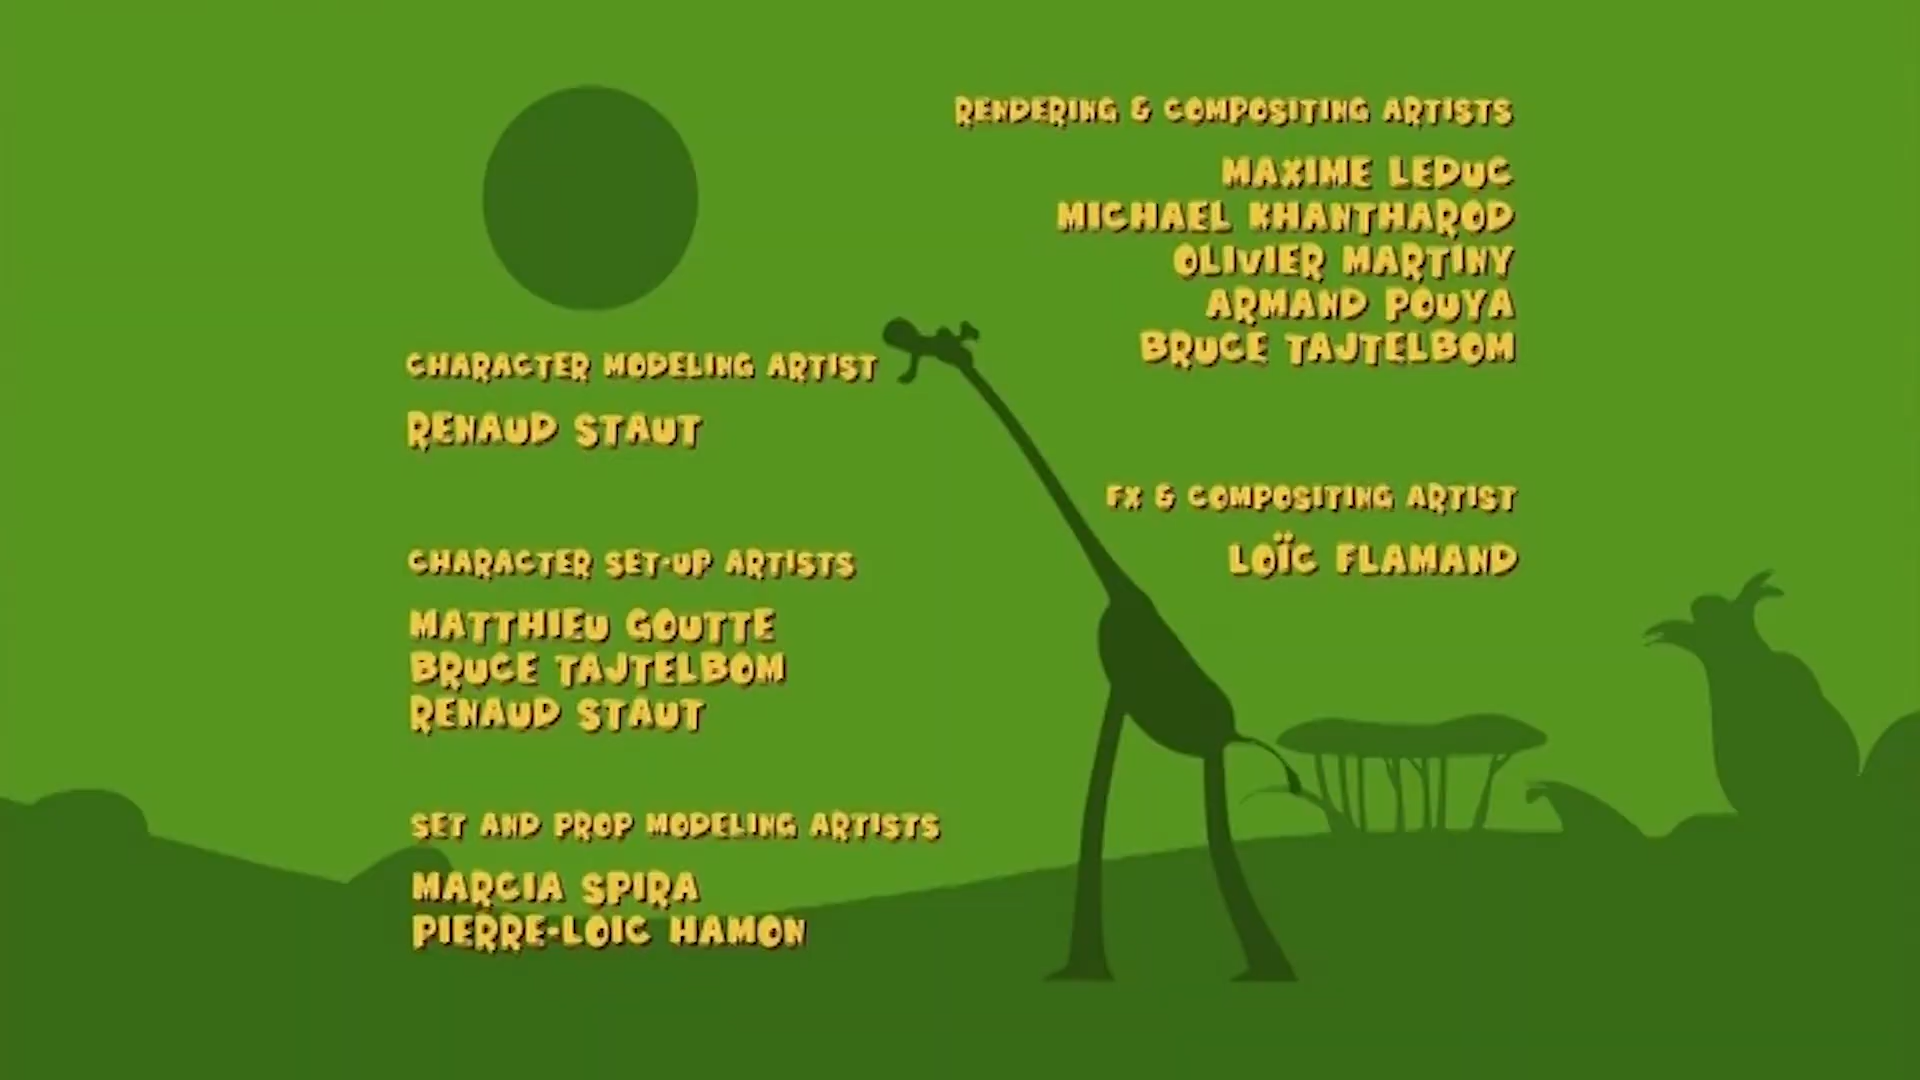 CHARACTER MODELING ARTIST
RENAUD STAUT
CHARACTER SET-UP ARTISTS
MATTHIEU GOUTTE
BRUCE TAJTELBOM
RENAUD STAUT
SET AND PROP MODELING ARTISTS
MARCIA SPIRA
PIERRE-LOIC HAMON
RENDERING & COMPOSITING ARTISTS
MAXIME LEDUC
MICHAEL KHANTHAROD
OLIVIER MARTINY
ARMAND POUYA
BRUCE TAJTELBOM
FX & COMPOSITING ARTIST
LOÏC FLAMAND